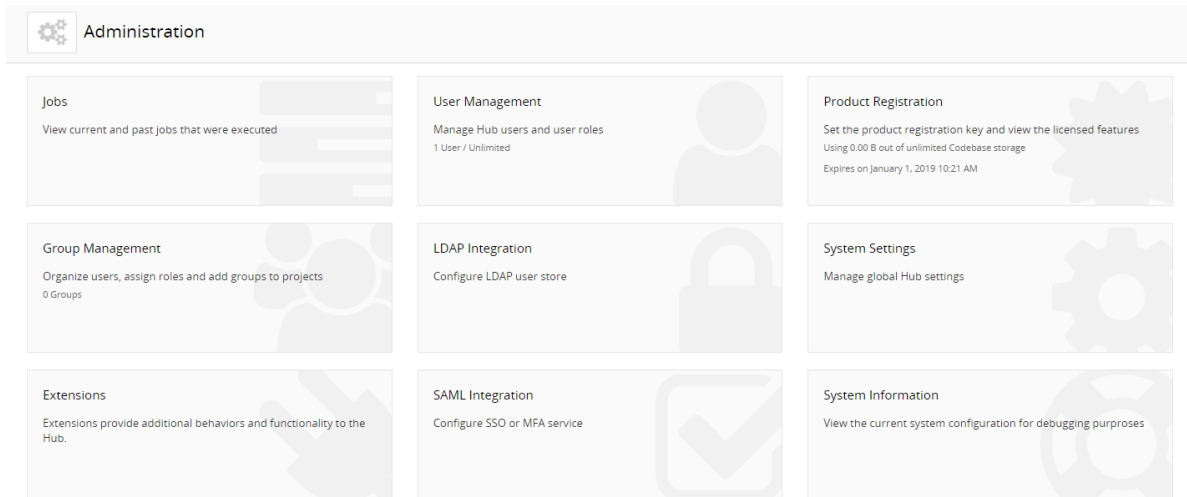 Administration
Jobs
View current and past jobs that were executed
User Management
Manage Hub users and user roles
1 User / Unlimited
Product Registration
Set the product registration key and view the licensed features
Using 0.00 B out of unlimited Codebase storage
Expires on January 1, 2019 10:21 AM
Group Management
Organize users, assign roles and add groups to projects
0 Groups
LDAP Integration
Configure LDAP user store
System Settings
Manage global Hub settings
Extensions
Extensions provide additional behaviors and functionality to the
Hub.
SAML Integration
Configure SSO or MFA service
System Information
View the current system configuration for debugging purproses